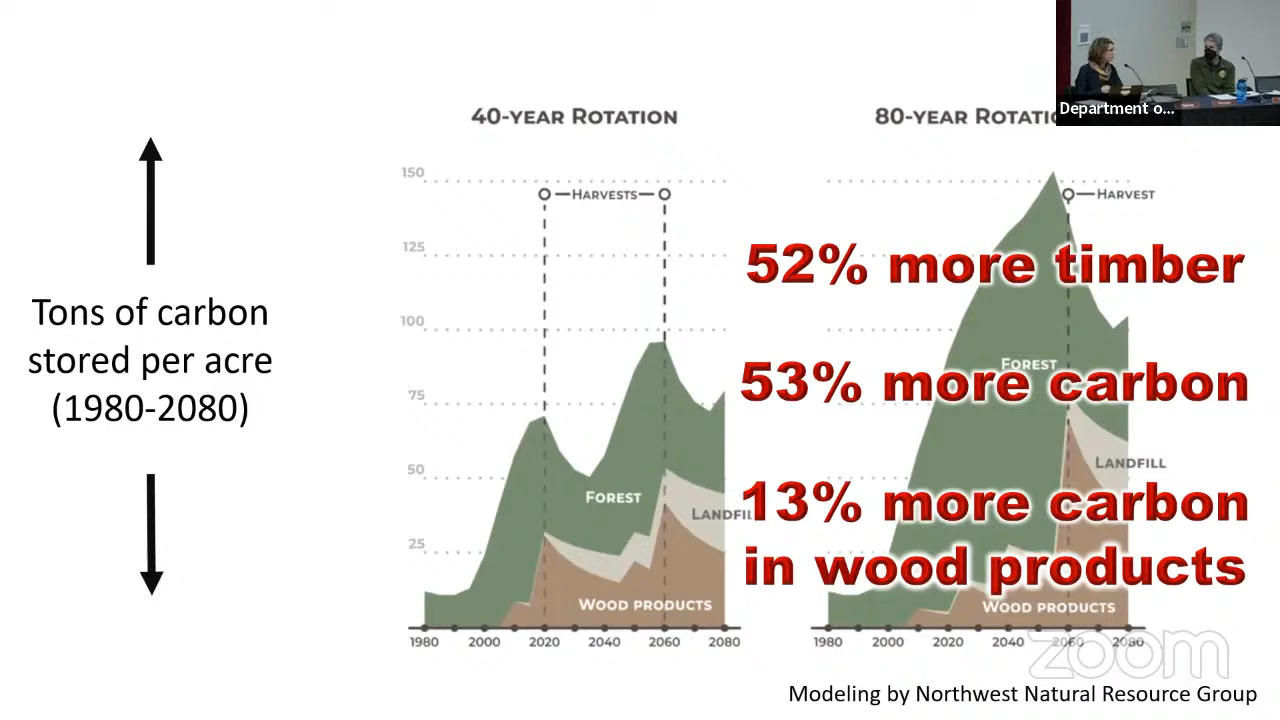 Department o...
40-YEAR ROTATION
80-YEAR ROTATIO
150
125
100
75
50
25
HARVESTS
HARVEST
Tons of carbon
stored per acre
(1980-2080)
52% more timber
FOREST
53% more carbon
LANDFILL
FOREST
LANDFIL
13% more carbon
in wood products
WOOD PRODUCTS
WOOD PRODUCTS
1980 2000 2020 2040 2060 2080
1980 2000 2020 2040 2060 2080
zoom
Modeling by Northwest Natural Resource Group